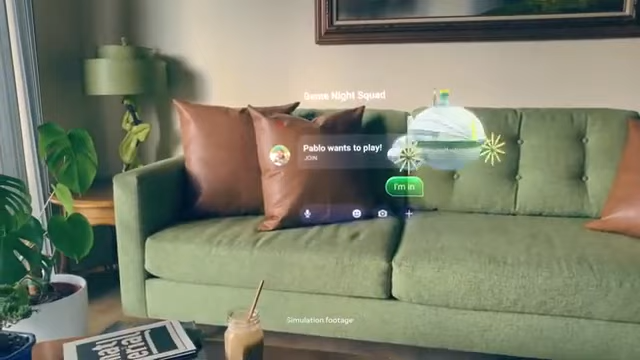 Game Night Squad
Pablo wants to play!
JOIN
I'm in
Simulation footage